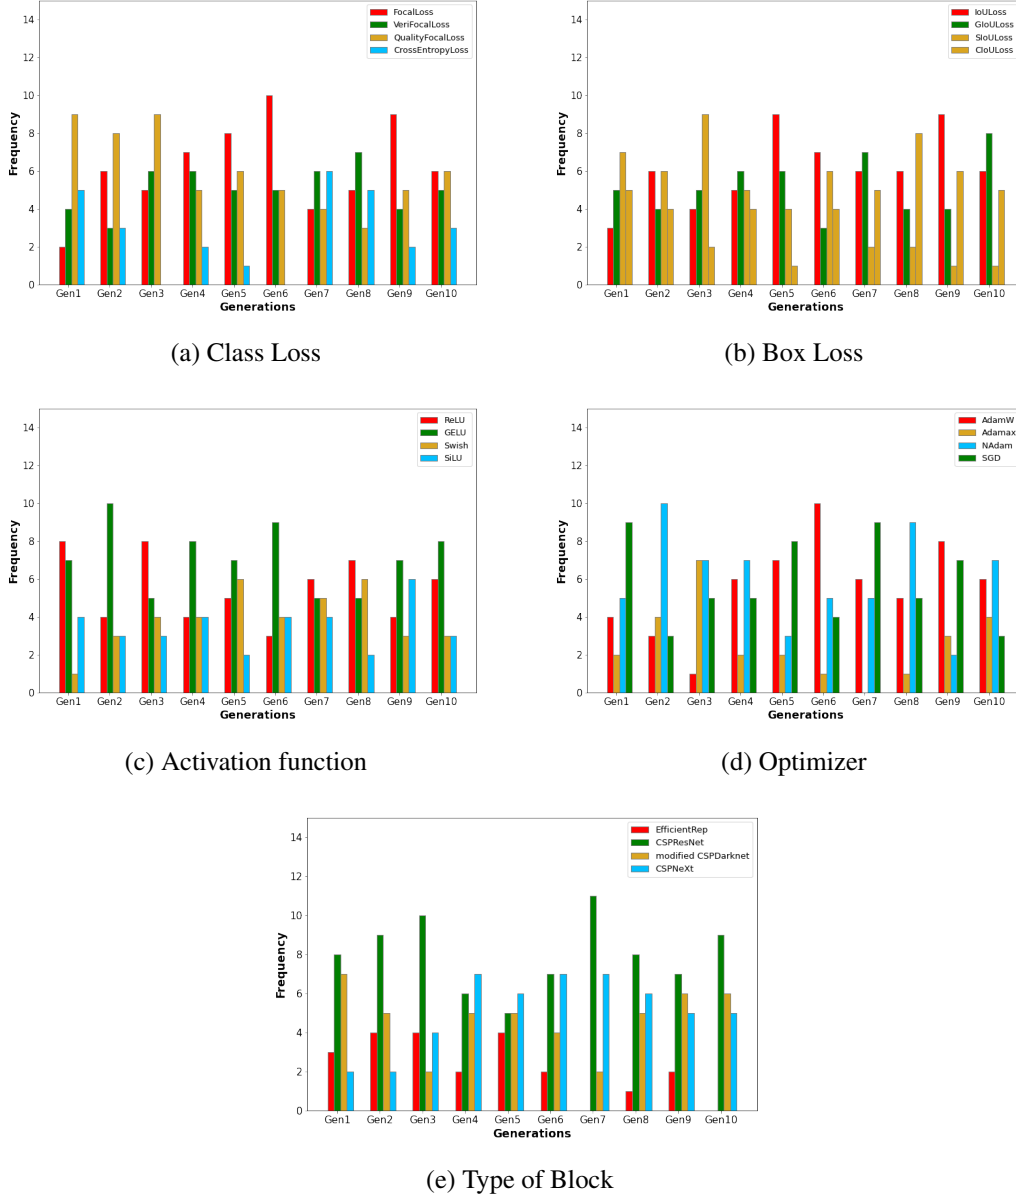 FocalLoss
VeriFocalLoss
QualityFocalLoss
CrossEntropyLoss
14
12
10
8
6
4
2
0
Frequency
Gen1 Gen2 Gen3 Gen4 Gen5 Gen6 Gen7 Gen8 Gen9 Gen10
Generations
(a) Class Loss
IoULoss
GIoULoss
SIoULoss
CIoULoss
14
12
10
8
6
4
2
0
Frequency
Gen1 Gen2 Gen3 Gen4 Gen5 Gen6 Gen7 Gen8 Gen9 Gen10
Generations
(b) Box Loss
ReLU
GELU
Swish
SiLU
14
12
10
8
6
4
2
0
Frequency
Gen1 Gen2 Gen3 Gen4 Gen5 Gen6 Gen7 Gen8 Gen9 Gen10
Generations
(c) Activation function
AdamW
Adamax
NAdam
SGD
14
12
10
8
6
4
2
0
Frequency
Gen1 Gen2 Gen3 Gen4 Gen5 Gen6 Gen7 Gen8 Gen9 Gen10
Generations
(d) Optimizer
EfficientRep
CSPResNet
modified CSPDarknet
CSPNeXt
14
12
10
8
6
4
2
0
Frequency
Gen1 Gen2 Gen3 Gen4 Gen5 Gen6 Gen7 Gen8 Gen9 Gen10
Generations
(e) Type of Block